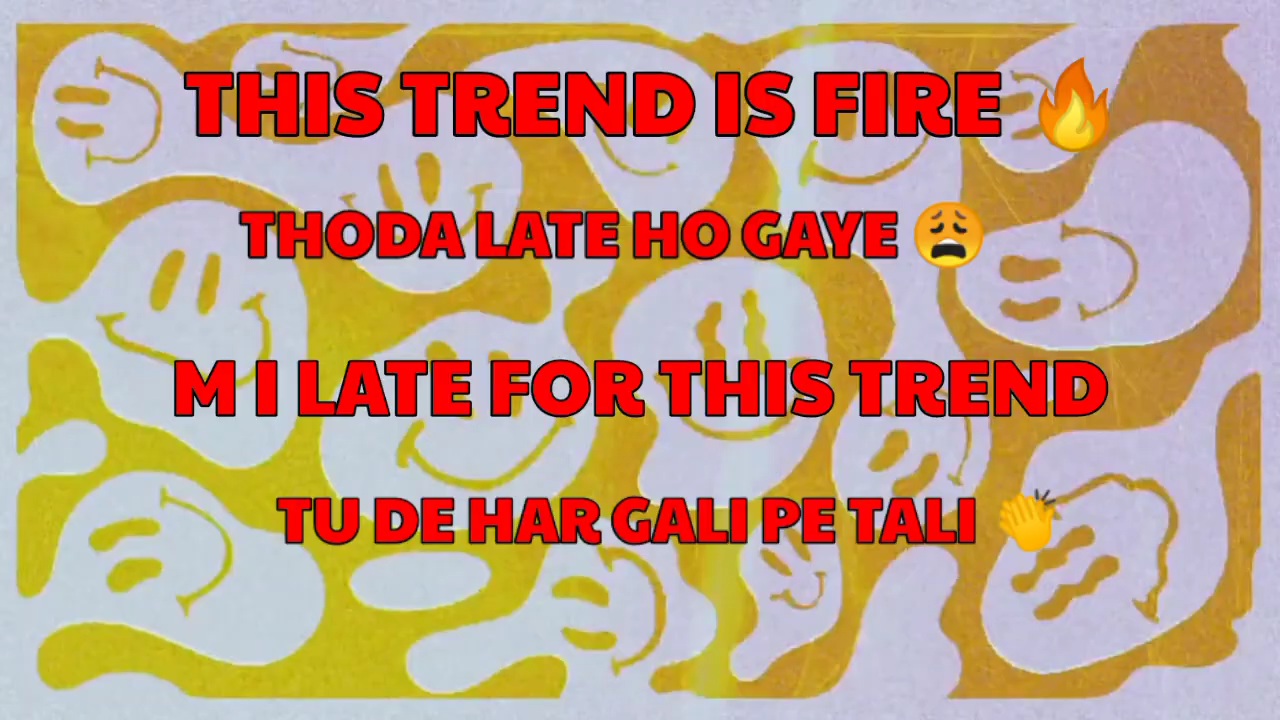 THIS TREND IS FIRE 🔥
THODA LATE HO GAYE 😩
M I LATE FOR THIS TREND
TU DE HAR GALI PE TALI 👏